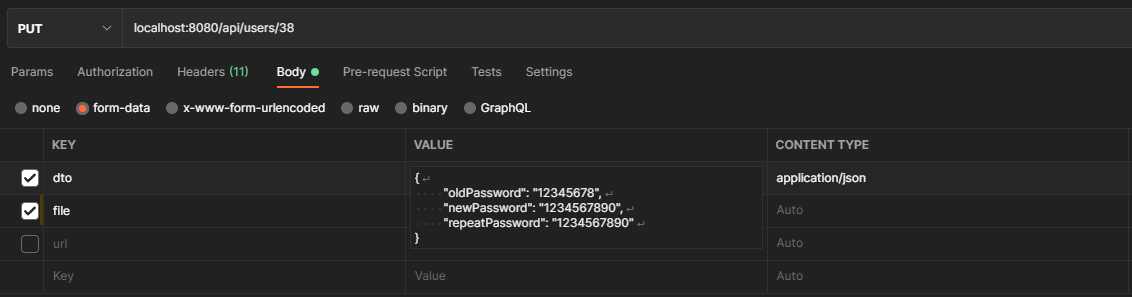 PUT localhost:8080/api/users/38
Params Authorization Headers (11) Body Pre-request Script Tests Settings
none form-data x-www-form-urlencoded raw binary GraphQL
KEY VALUE CONTENT TYPE
dto { ↵ application/json
····"oldPassword": "12345678", ↵
file ····"newPassword": "1234567890", ↵ Auto
····"repeatPassword": "1234567890" ↵
url } Auto
Key Value Auto